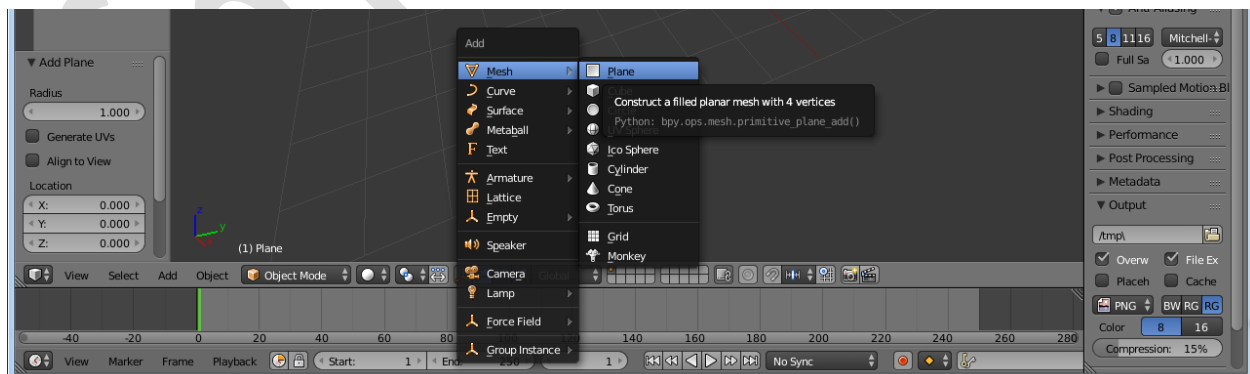 Add Plane
Radius
1.000
Generate UVs
Align to View
Location
X: 0.000
Y: 0.000
Z: 0.000
z
y
(1) Plane
Add
Mesh
Curve
Surface
Metaball
Text
Armature
Lattice
Empty
Speaker
Camera
Lamp
Force Field
Group Instance
Plane
Cube
Construct a filled planar mesh with 4 vertices
Python: bpy.ops.mesh.primitive_plane_add()
UV Sphere
Ico Sphere
Cylinder
Cone
Torus
Grid
Monkey
View Select Add Object Object Mode Global
-40 -20 0 20 40 60 80 120 140 160 180 200 220 240 260 280
View Marker Frame Playback Start: 1 End: 250 1 No Sync
5 8 11 16 Mitchell-
Full Sa 1.000
Sampled Motion Bl
Shading
Performance
Post Processing
Metadata
Output
/tmp\
Overw File Ex
Placeh Cache
PNG BW RG RG
Color 8 16
Compression: 15%